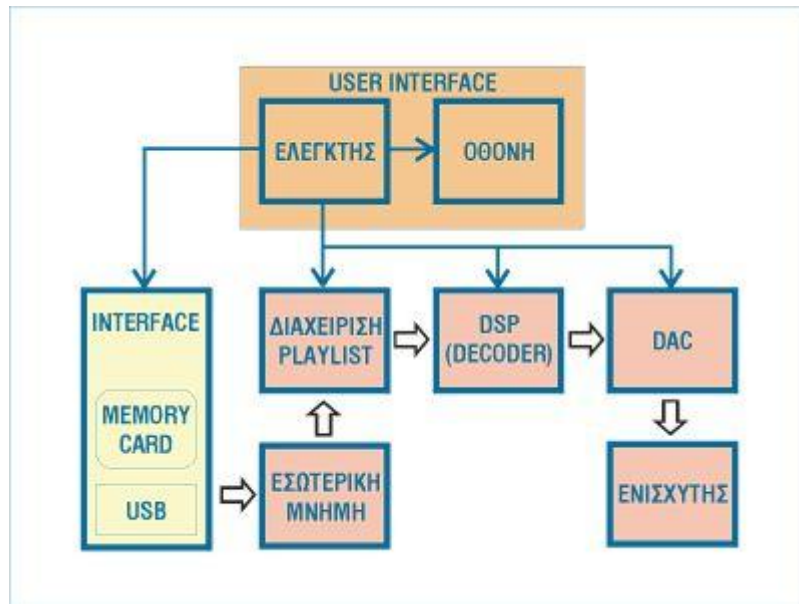 USER INTERFACE
ΕΛΕΓΚΤΗΣ
ΟΘΟΝΗ
INTERFACE
MEMORY
CARD
USB
ΔΙΑΧΕΙΡΙΣΗ
PLAYLIST
DSP
(DECODER)
DAC
ΕΣΩΤΕΡΙΚΗ
ΜΝΗΜΗ
ΕΝΙΣΧΥΤΗΣ